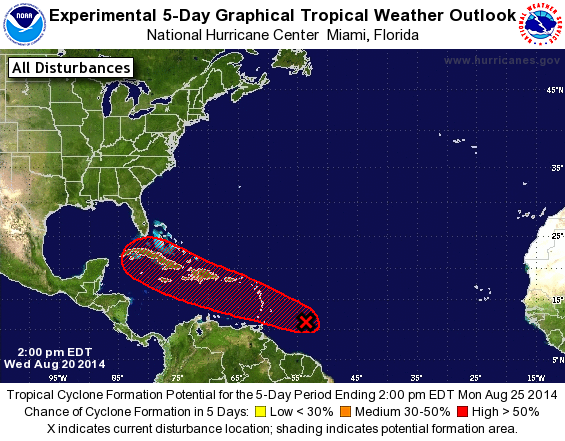 Experimental 5-Day Graphical Tropical Weather Outlook
National Hurricane Center Miami, Florida
NOAA
All Disturbances
www.hurricanes.gov
45°N
35°N
25°N
15°N
5°N
2:00 pm EDT
Wed Aug 20 2014
95°W 85°W 75°W 65°W 55°W 45°W 35°W 25°W 15°W
Tropical Cyclone Formation Potential for the 5-Day Period Ending 2:00 pm EDT Mon Aug 25 2014
Chance of Cyclone Formation in 5 Days: Low < 30% Medium 30-50% High > 50%
X indicates current disturbance location; shading indicates potential formation area.